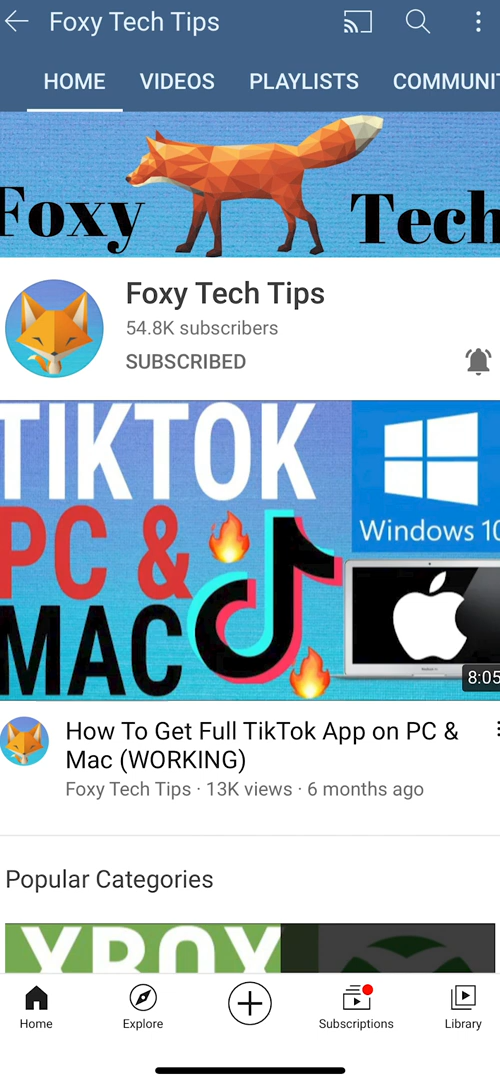 Foxy Tech Tips
HOME VIDEOS PLAYLISTS COMMUNIT
Foxy Tech
Foxy Tech Tips
54.8K subscribers
SUBSCRIBED
TIKTOK
PC &
MAC
Windows 10
8:05
How To Get Full TikTok App on PC &
Mac (WORKING)
Foxy Tech Tips · 13K views · 6 months ago
Popular Categories
XBOX
Home Explore Subscriptions Library